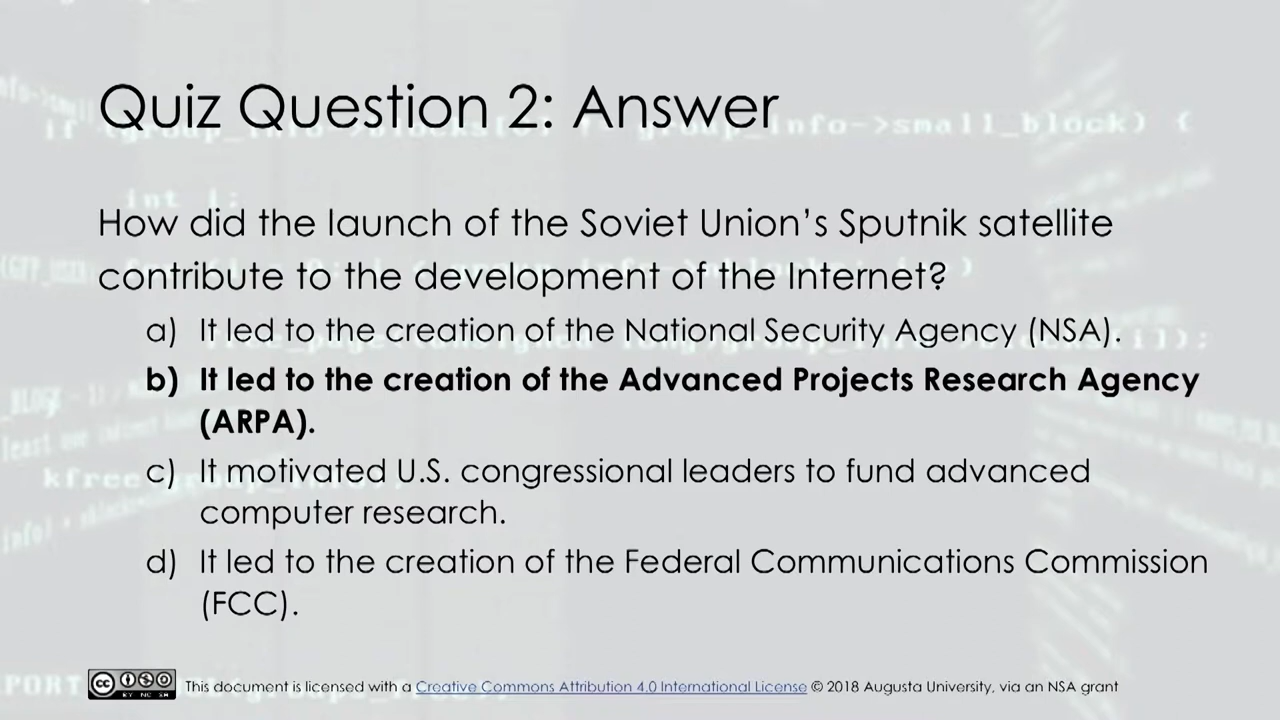 Quiz Question 2: Answer
How did the launch of the Soviet Union's Sputnik satellite
contribute to the development of the Internet?
a) It led to the creation of the National Security Agency (NSA).
b) It led to the creation of the Advanced Projects Research Agency
(ARPA).
c) It motivated U.S. congressional leaders to fund advanced
computer research.
d) It led to the creation of the Federal Communications Commission
(FCC).
This document is licensed with a Creative Commons Attribution 4.0 International License © 2018 Augusta University, via an NSA grant